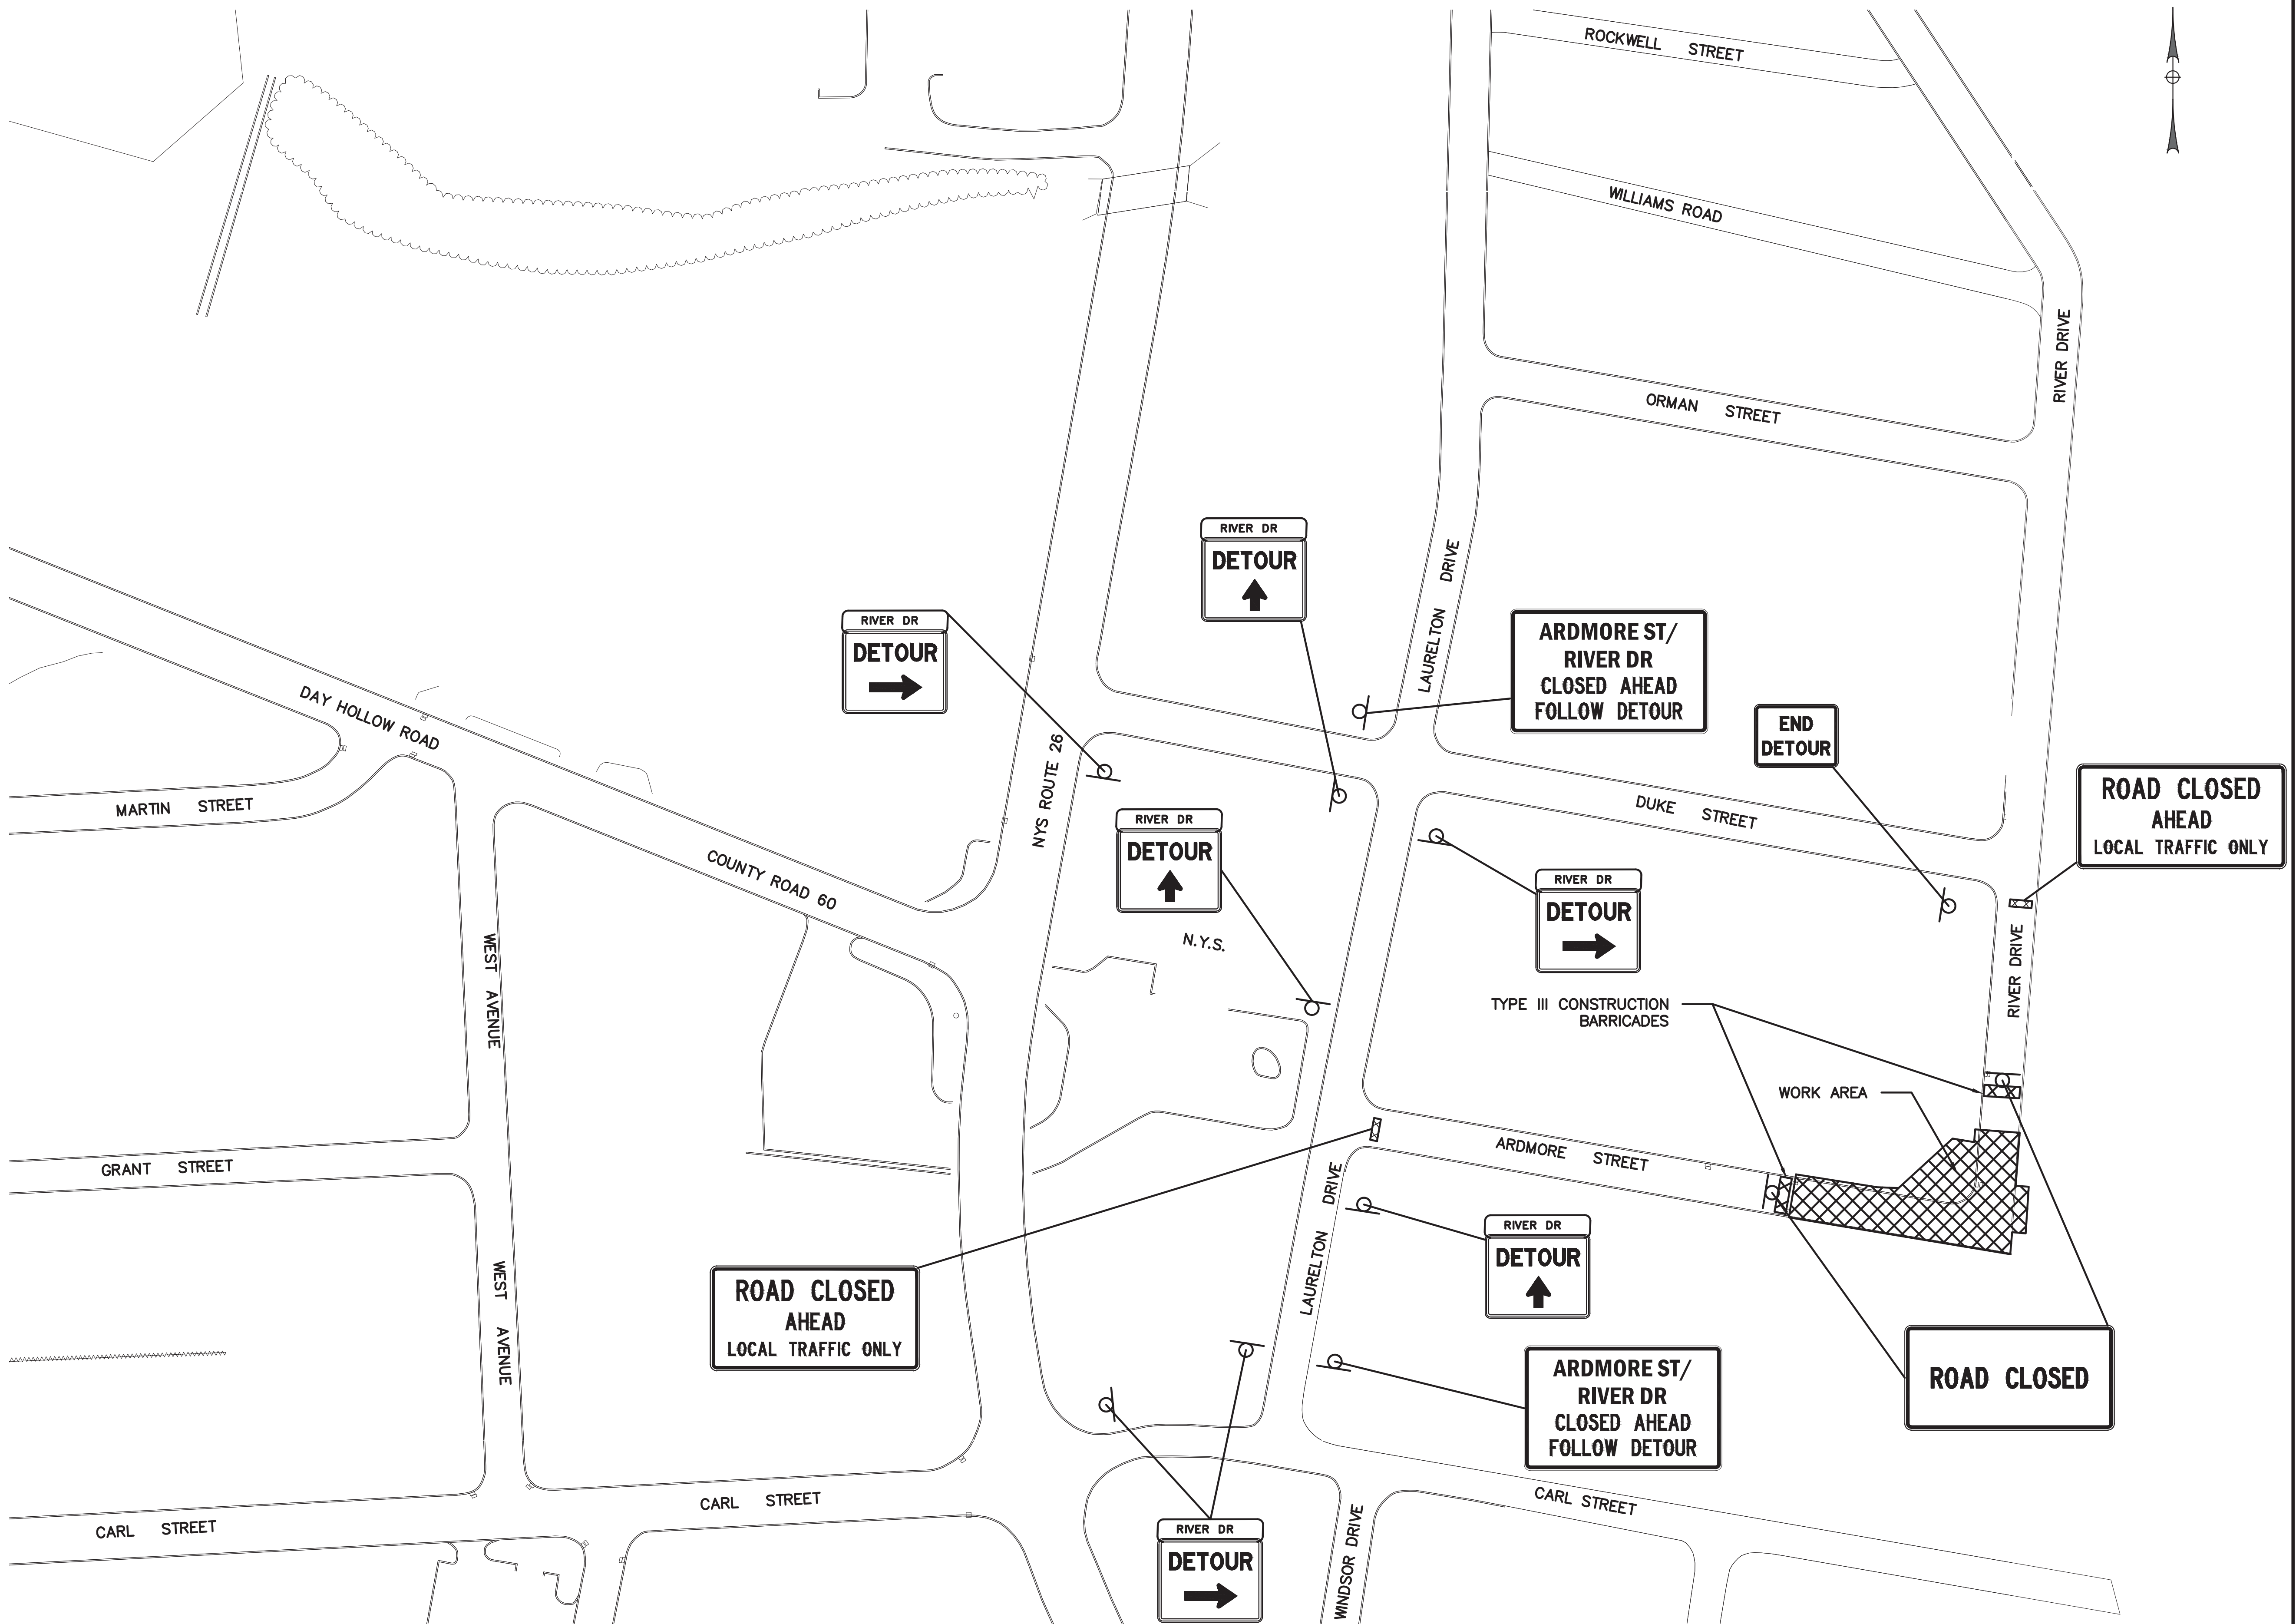 ROCKWELL STREET
WILLIAMS ROAD
RIVER DRIVE
ORMAN STREET
RIVER DR
DETOUR
LAURELTON DRIVE
RIVER DR
DETOUR
ARDMORE ST/
RIVER DR
CLOSED AHEAD
FOLLOW DETOUR
DAY HOLLOW ROAD
END
DETOUR
NYS ROUTE 26
MARTIN STREET
ROAD CLOSED
AHEAD
LOCAL TRAFFIC ONLY
DUKE STREET
RIVER DR
DETOUR
COUNTY ROAD 60
RIVER DR
DETOUR
N.Y.S.
WEST AVENUE
RIVER DRIVE
TYPE III CONSTRUCTION
BARRICADES
WORK AREA
ARDMORE STREET
GRANT STREET
LAURELTON DRIVE
RIVER DR
DETOUR
ROAD CLOSED
AHEAD
LOCAL TRAFFIC ONLY
WEST AVENUE
ARDMORE ST/
RIVER DR
CLOSED AHEAD
FOLLOW DETOUR
ROAD CLOSED
CARL STREET
CARL STREET
CARL STREET
WINDSOR DRIVE
RIVER DR
DETOUR